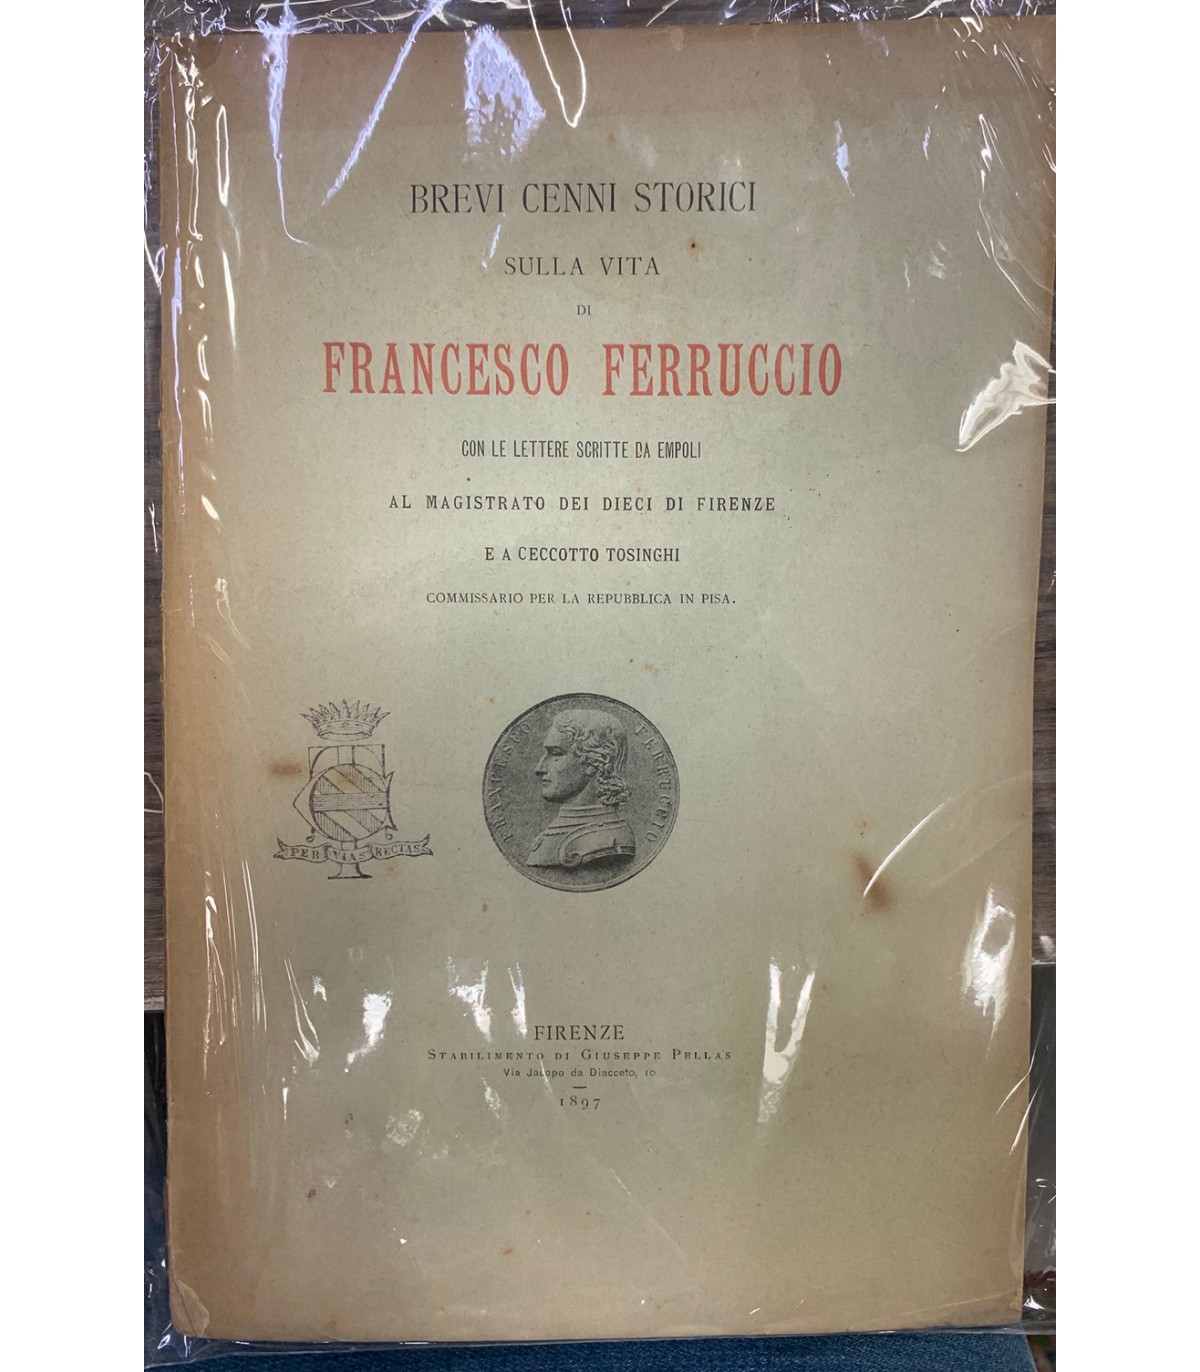 BREVI CENNI STORICI
SULLA VITA
DI
FRANCESCO FERRUCCIO
CON LE LETTERE SCRITTE DA EMPOLI
AL MAGISTRATO DEI DIECI DI FIRENZE
E A CECCOTTO TOSINGHI
COMMISSARIO PER LA REPUBBLICA IN PISA.
FRANCESCO FERRUCCIO
PER VIAS RECTAS
FIRENZE
STABILIMENTO DI GIUSEPPE PELLAS
Via Jacopo da Diacceto, 10
1897